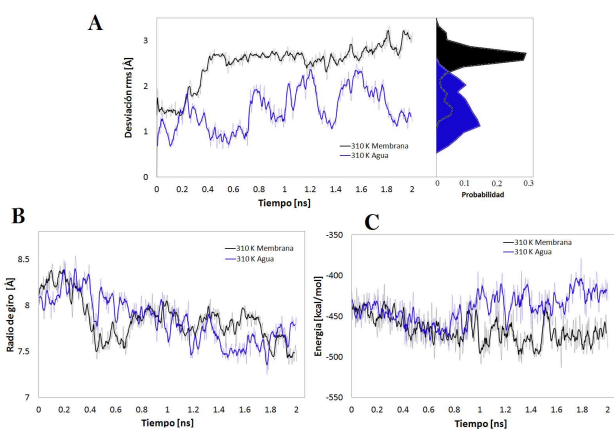 A
Desviación rms [Å]
3
2
1
0
310 K Membrana
310 K Agua
0 0.2 0.4 0.6 0.8 1 1.2 1.4 1.6 1.8 2
Tiempo [ns]
0 0.1 0.2 0.3
Probabilidad
B
Radio de giro [Å]
8.5
8
7.5
7
310 K Membrana
310 K Agua
0 0.2 0.4 0.6 0.8 1 1.2 1.4 1.6 1.8 2
Tiempo [ns]
C
Energía [kcal/mol]
-350
-400
-450
-500
-550
310 K Membrana
310 K Agua
0 0.2 0.4 0.6 0.8 1 1.2 1.4 1.6 1.8 2
Tiempo [ns]